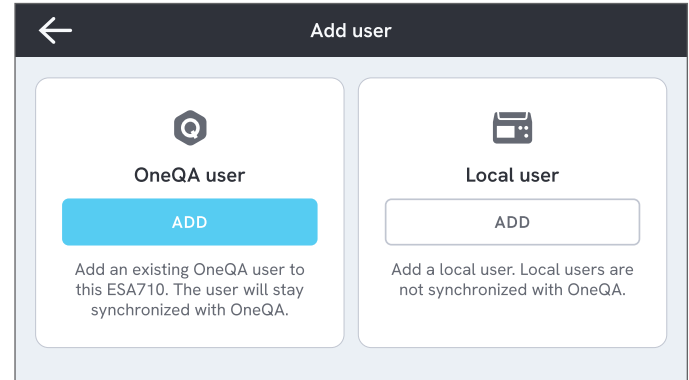 Add user
OneQA user
ADD
Add an existing OneQA user to
this ESA710. The user will stay
synchronized with OneQA.
Local user
ADD
Add a local user. Local users are
not synchronized with OneQA.